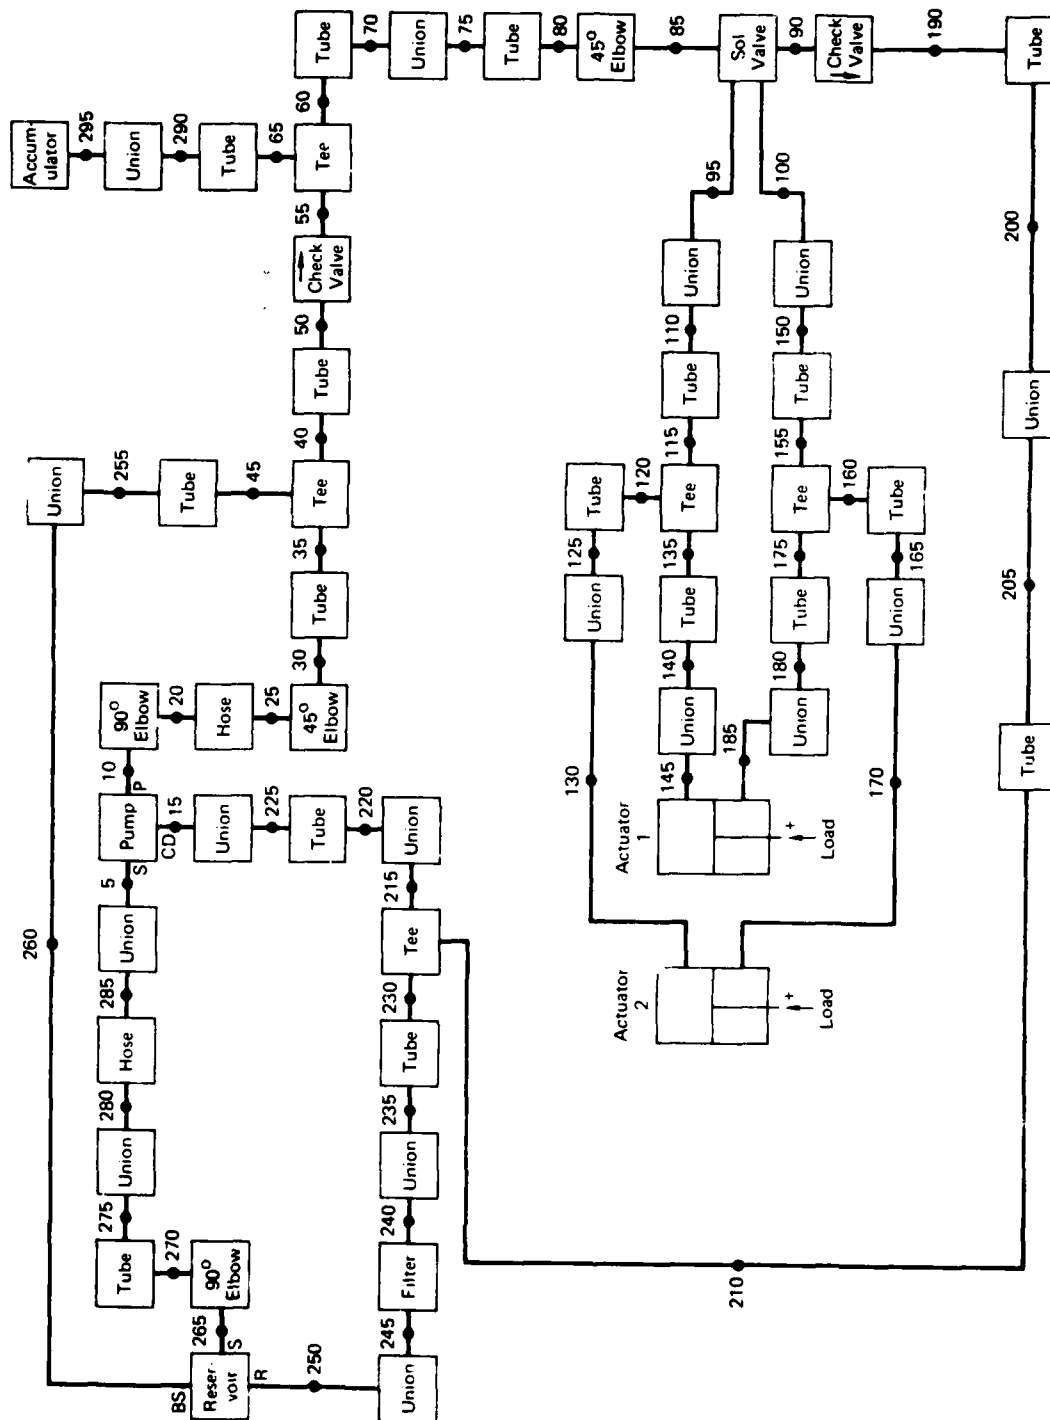 260
Union
255
Tube
45
Accum-
ulator
295
Union
290
Tube
65
BS
Reser-
voir
R
S
265
90° Elbow
270
Tube
275
Union
280
Hose
285
Union
5
S
Pump
P
CD
10
90° Elbow
20
Hose
25
45° Elbow
30
Tube
35
Tee
40
Tube
50
Check
Valve
55
Tee
60
Tube
70
Union
75
Tube
80
45° Elbow
85
Sol
Valve
90
Check
Valve
190
Tube
15
Union
225
Tube
220
Union
215
Tee
230
Tube
235
Union
240
Filter
245
Union
250
95
100
Union
110
Tube
115
Tee
120
Tube
125
Union
130
135
Tube
140
Union
145
Union
150
Tube
155
Tee
160
Tube
165
Union
170
175
Tube
180
Union
185
Actuator
1
+
Load
Actuator
2
+
Load
200
Union
205
Tube
210